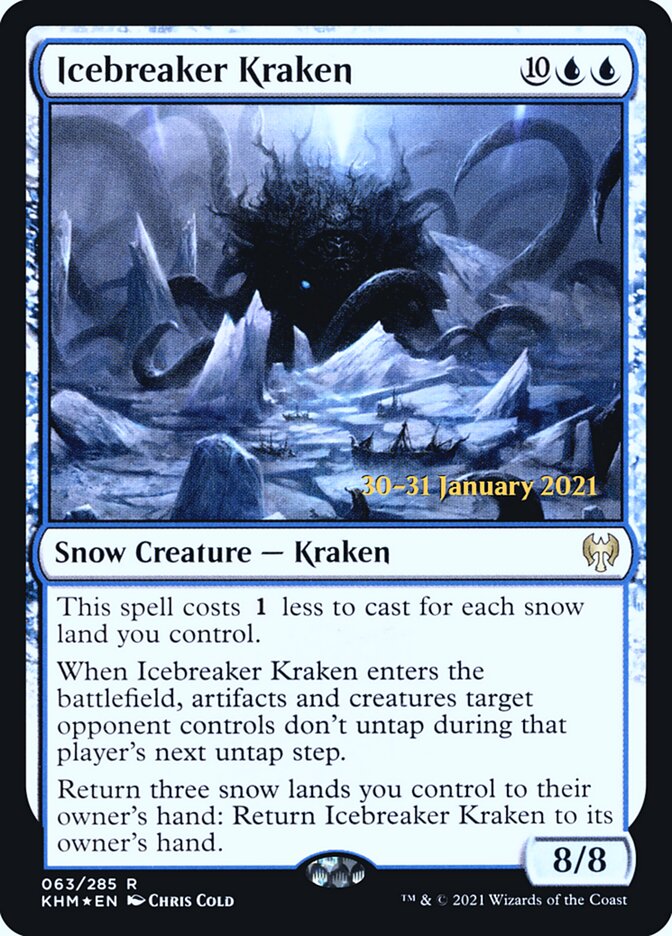 Icebreaker Kraken
10
30-31 January 2021
Snow Creature — Kraken
This spell costs 1 less to cast for each snow
land you control.
When Icebreaker Kraken enters the
battlefield, artifacts and creatures target
opponent controls don't untap during that
player's next untap step.
Return three snow lands you control to their
owner's hand: Return Icebreaker Kraken to its
owner's hand.
8/8
063/285 R
KHM★EN Chris Cold
™ & © 2021 Wizards of the Coast